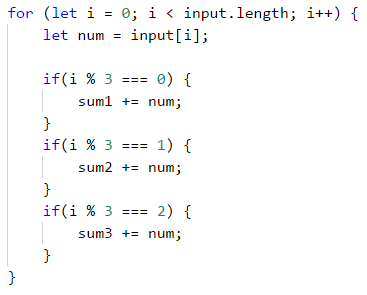 for (let i = 0; i < input.length; i++) {
    let num = input[i];

    if(i % 3 === 0) {
        sum1 += num;
    }
    if(i % 3 === 1) {
        sum2 += num;
    }
    if(i % 3 === 2) {
        sum3 += num;
    }
}